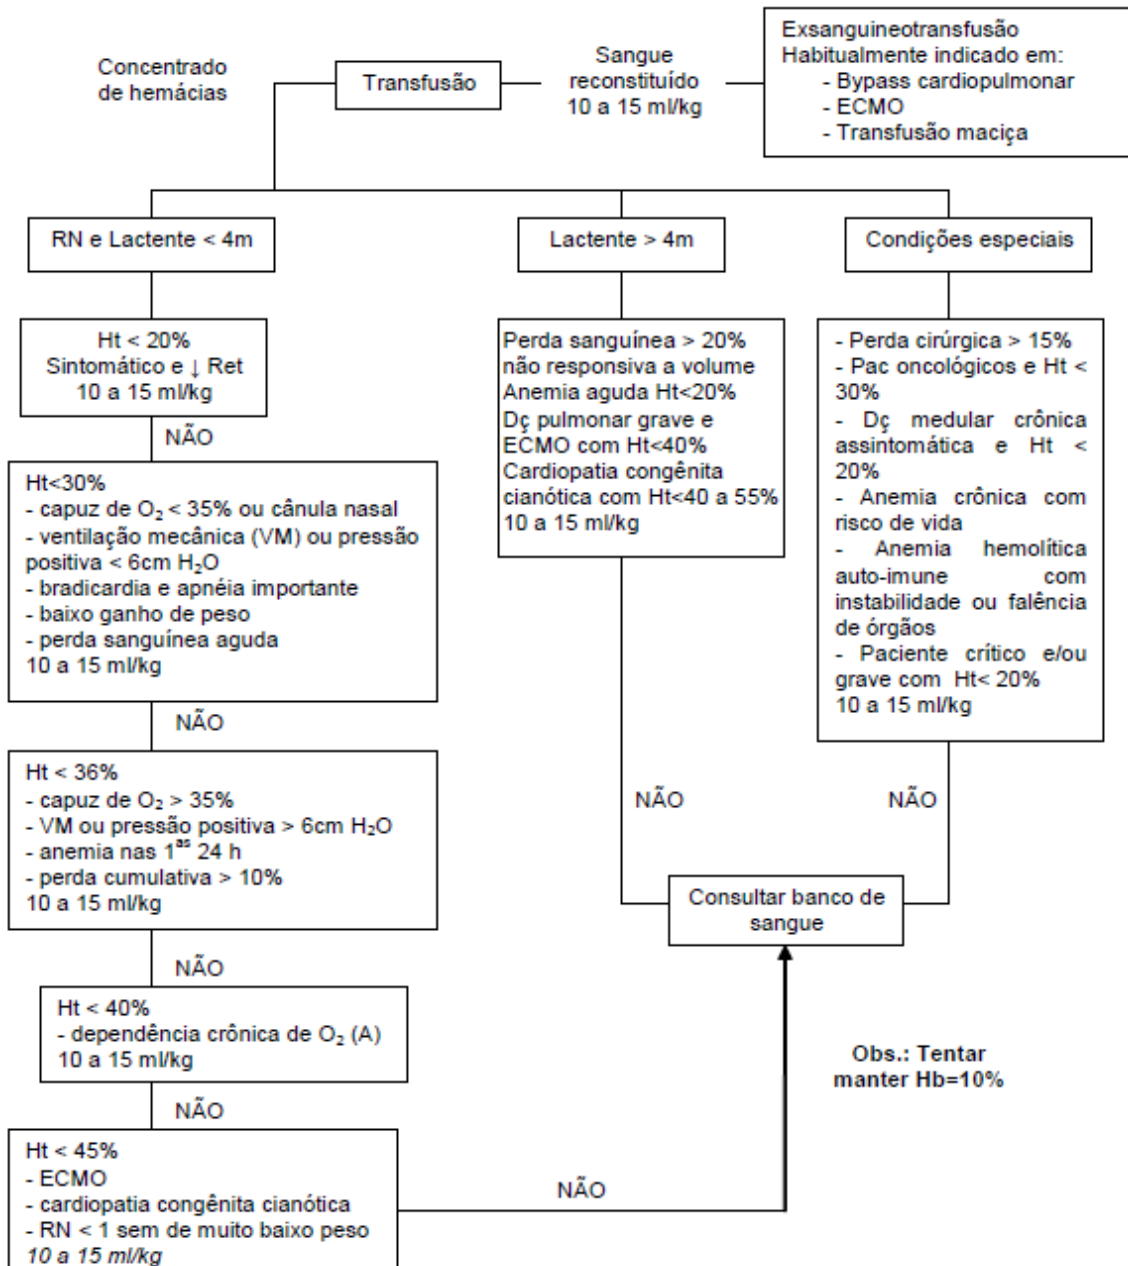 Concentrado
de hemácias
Transfusão
Sangue
reconstituído
10 a 15 ml/kg
Exsanguineotransfusão
Habitualmente indicado em:
- Bypass cardiopulmonar
- ECMO
- Transfusão maciça
RN e Lactente < 4m
Lactente > 4m
Condições especiais
Ht < 20%
Sintomático e ↓ Ret
10 a 15 ml/kg
NÃO
Ht<30%
- capuz de O₂ < 35% ou cânula nasal
- ventilação mecânica (VM) ou pressão
positiva < 6cm H₂O
- bradicardia e apnéia importante
- baixo ganho de peso
- perda sanguínea aguda
10 a 15 ml/kg
NÃO
Ht < 36%
- capuz de O₂ > 35%
- VM ou pressão positiva > 6cm H₂O
- anemia nas 1ᵃˢ 24 h
- perda cumulativa > 10%
10 a 15 ml/kg
NÃO
Ht < 40%
- dependência crônica de O₂ (A)
10 a 15 ml/kg
NÃO
Ht < 45%
- ECMO
- cardiopatia congênita cianótica
- RN < 1 sem de muito baixo peso
10 a 15 ml/kg
NÃO
Perda sanguínea > 20%
não responsiva a volume
Anemia aguda Ht<20%
Dç pulmonar grave e
ECMO com Ht<40%
Cardiopatia congênita
cianótica com Ht<40 a 55%
10 a 15 ml/kg
NÃO
- Perda cirúrgica > 15%
- Pac oncológicos e Ht <
30%
- Dç medular crônica
assintomática e Ht <
20%
- Anemia crônica com
risco de vida
- Anemia hemolítica
auto-imune com
instabilidade ou falência
de órgãos
- Paciente crítico e/ou
grave com Ht< 20%
10 a 15 ml/kg
NÃO
Consultar banco de
sangue
Obs.: Tentar
manter Hb=10%